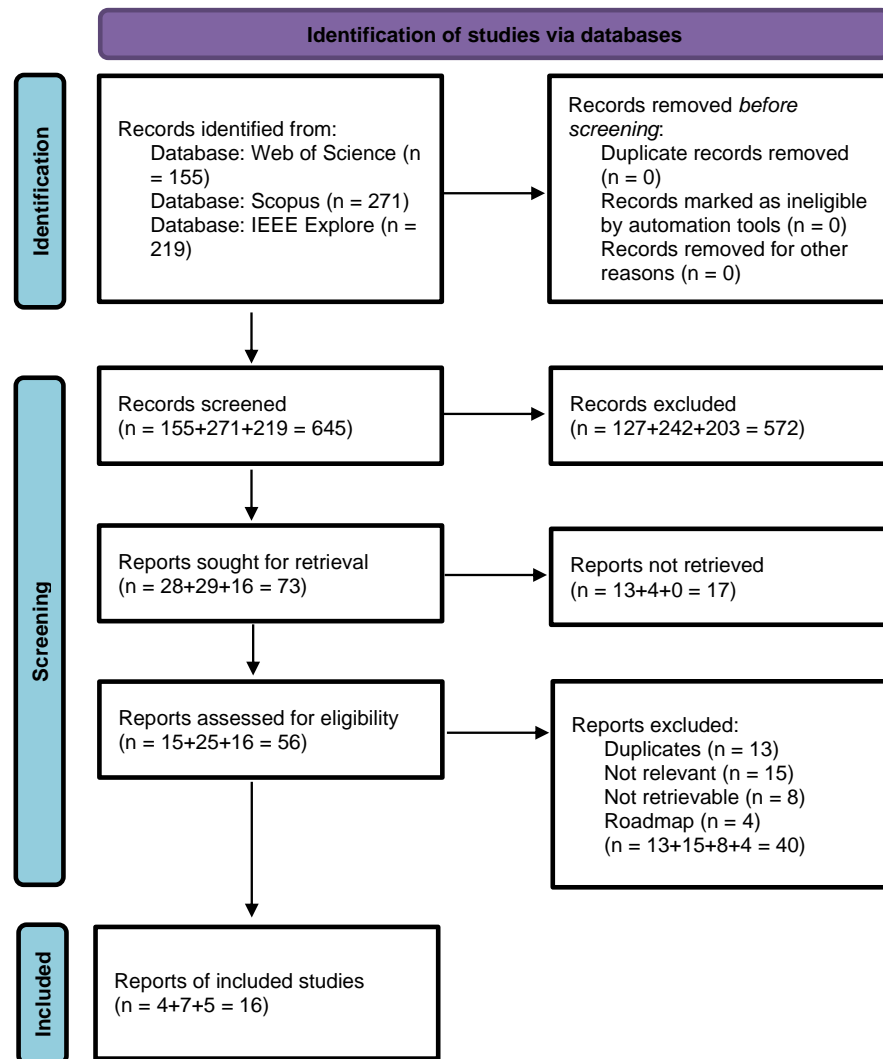 Identification of studies via databases
Identification
Records identified from:
Database: Web of Science (n
= 155)
Database: Scopus (n = 271)
Database: IEEE Explore (n =
219)
Records removed before
screening:
Duplicate records removed
(n = 0)
Records marked as ineligible
by automation tools (n = 0)
Records removed for other
reasons (n = 0)
Screening
Records screened
(n = 155+271+219 = 645)
Records excluded
(n = 127+242+203 = 572)
Reports sought for retrieval
(n = 28+29+16 = 73)
Reports not retrieved
(n = 13+4+0 = 17)
Reports assessed for eligibility
(n = 15+25+16 = 56)
Reports excluded:
Duplicates (n = 13)
Not relevant (n = 15)
Not retrievable (n = 8)
Roadmap (n = 4)
(n = 13+15+8+4 = 40)
Included
Reports of included studies
(n = 4+7+5 = 16)